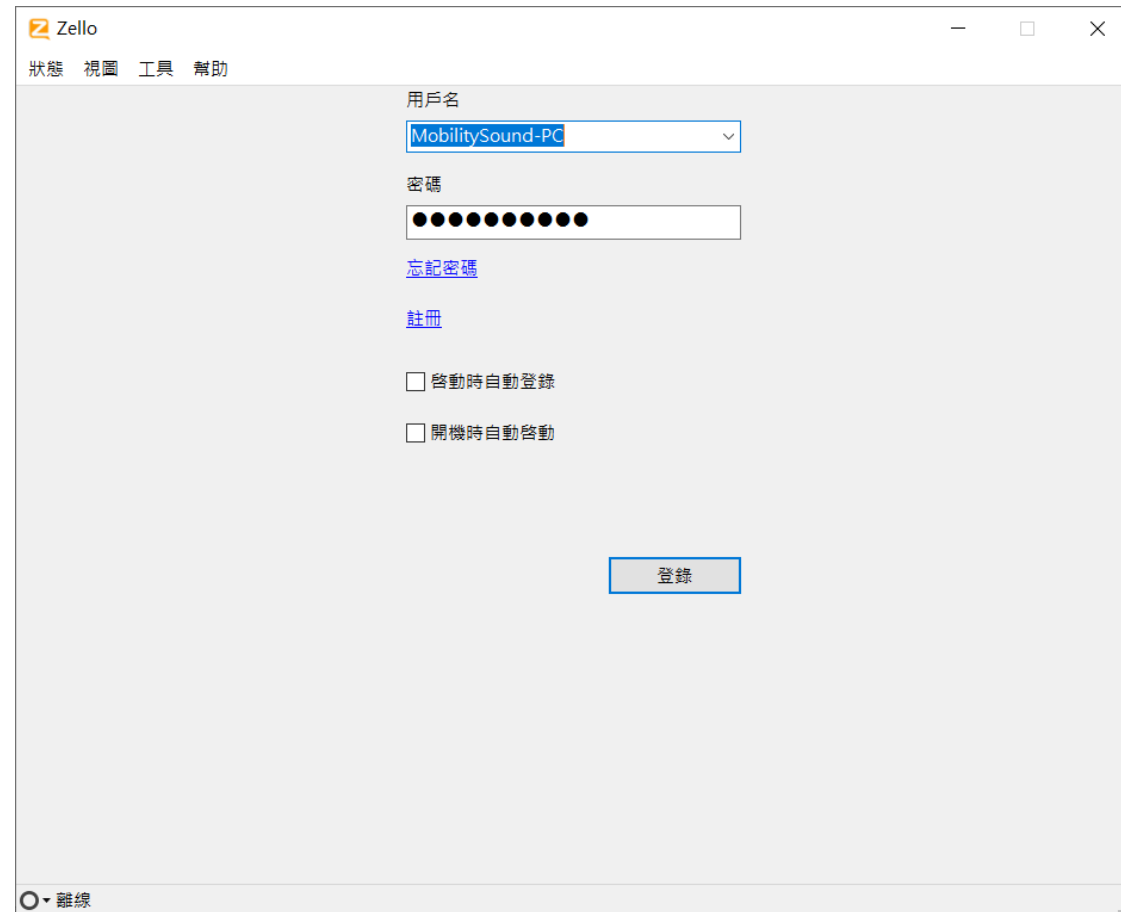 Zello
狀態 視圖 工具 幫助
用戶名
MobilitySound-PC
密碼
●●●●●●●●●●
忘記密碼
註冊
啓動時自動登錄
開機時自動啓動
登錄
離線